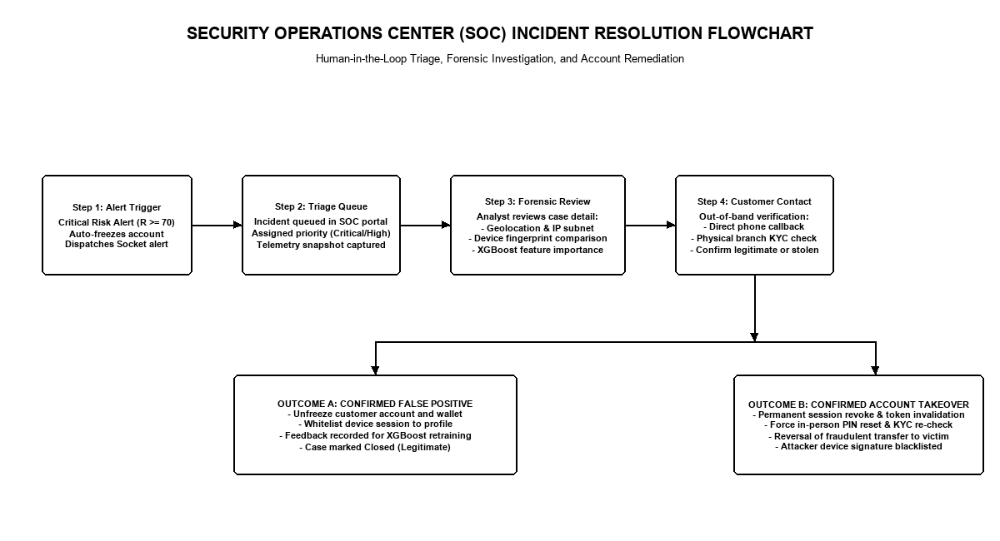 SECURITY OPERATIONS CENTER (SOC) INCIDENT RESOLUTION FLOWCHART
Human-in-the-Loop Triage, Forensic Investigation, and Account Remediation
Step 1: Alert Trigger
Critical Risk Alert (R >= 70)
Auto-freezes account
Dispatches Socket alert
Step 2: Triage Queue
Incident queued in SOC portal
Assigned priority (Critical/High)
Telemetry snapshot captured
Step 3: Forensic Review
Analyst reviews case detail:
- Geolocation & IP subnet
- Device fingerprint comparison
- XGBoost feature importance
Step 4: Customer Contact
Out-of-band verification:
- Direct phone callback
- Physical branch KYC check
- Confirm legitimate or stolen
OUTCOME A: CONFIRMED FALSE POSITIVE
- Unfreeze customer account and wallet
- Whitelist device session to profile
- Feedback recorded for XGBoost retraining
- Case marked Closed (Legitimate)
OUTCOME B: CONFIRMED ACCOUNT TAKEOVER
- Permanent session revoke & token invalidation
- Force in-person PIN reset & KYC re-check
- Reversal of fraudulent transfer to victim
- Attacker device signature blacklisted